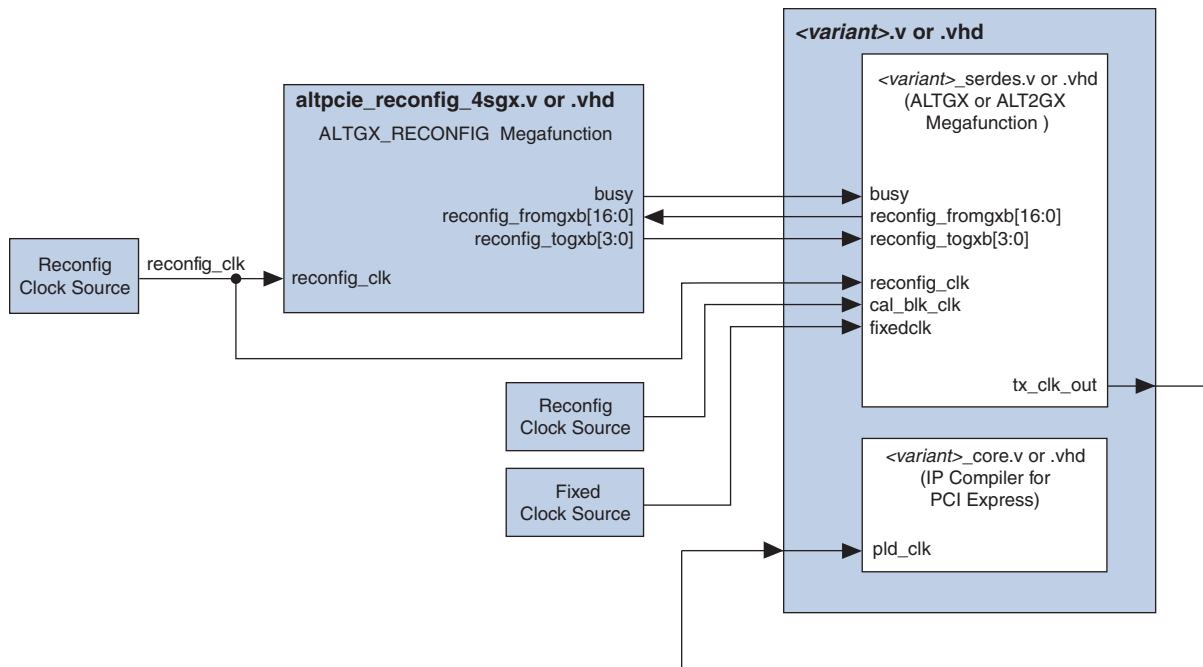 <variant>.v or .vhd
<variant>_serdes.v or .vhd
(ALTGX or ALT2GX
Megafunction )
altpcie_reconfig_4sgx.v or .vhd
ALTGX_RECONFIG Megafunction
busy
reconfig_fromgxb[16:0]
reconfig_togxb[3:0]
busy
reconfig_fromgxb[16:0]
reconfig_togxb[3:0]
Reconfig
Clock Source
reconfig_clk
reconfig_clk
reconfig_clk
cal_blk_clk
fixedclk
tx_clk_out
Reconfig
Clock Source
Fixed
Clock Source
<variant>_core.v or .vhd
(IP Compiler for
PCI Express)
pld_clk